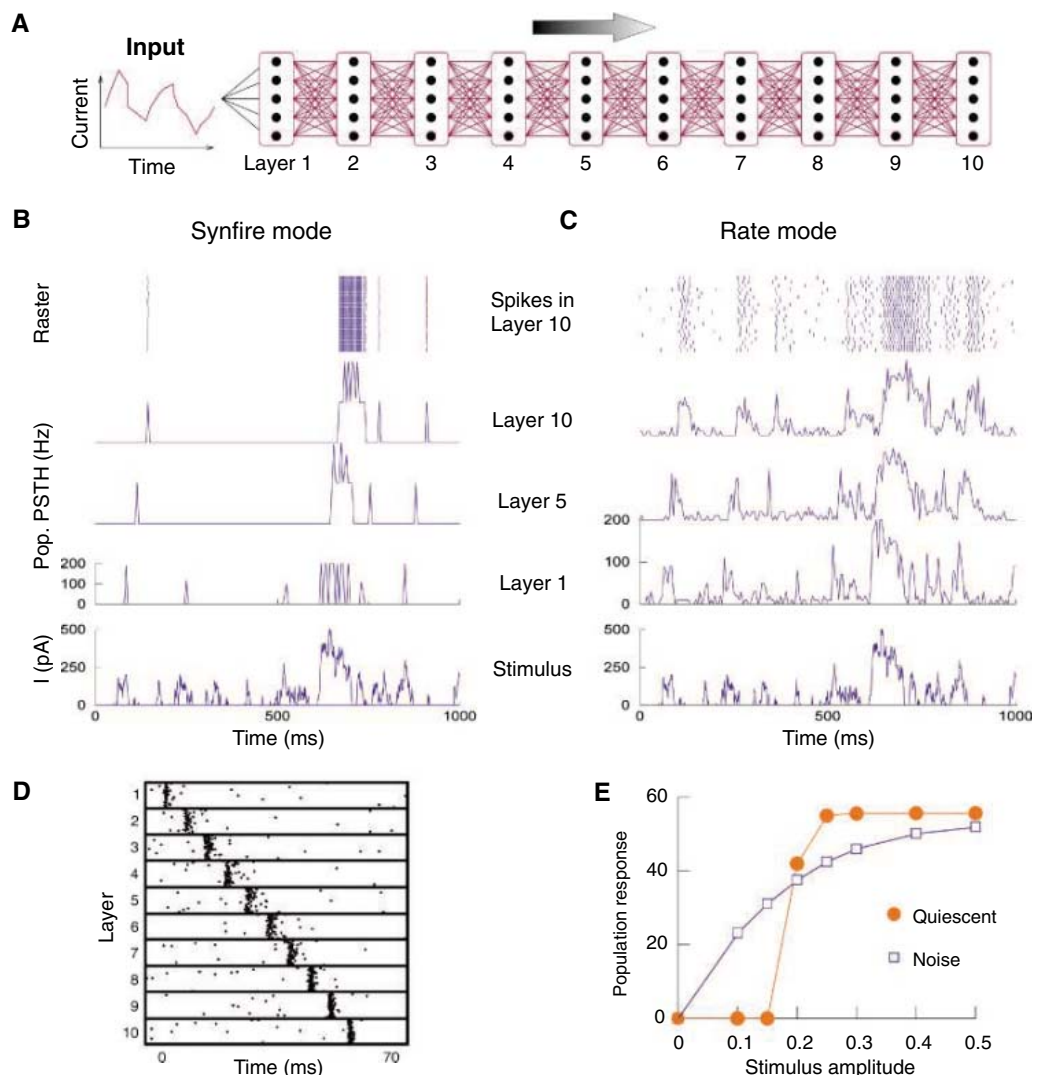 A
Input
Current
Time
Layer 1 2 3 4 5 6 7 8 9 10
B
Synfire mode
C
Rate mode
Raster
Spikes in
Layer 10
Pop. PSTH (Hz)
Layer 10
Layer 5
200
200
100
0
Layer 1
100
0
I (pA)
500
250
0
Stimulus
500
250
0
0 500 1000
Time (ms)
0 500 1000
Time (ms)
D
Layer
1
2
3
4
5
6
7
8
9
10
0 70
Time (ms)
E
Population response
60
40
20
0
Quiescent
Noise
0 0.1 0.2 0.3 0.4 0.5
Stimulus amplitude